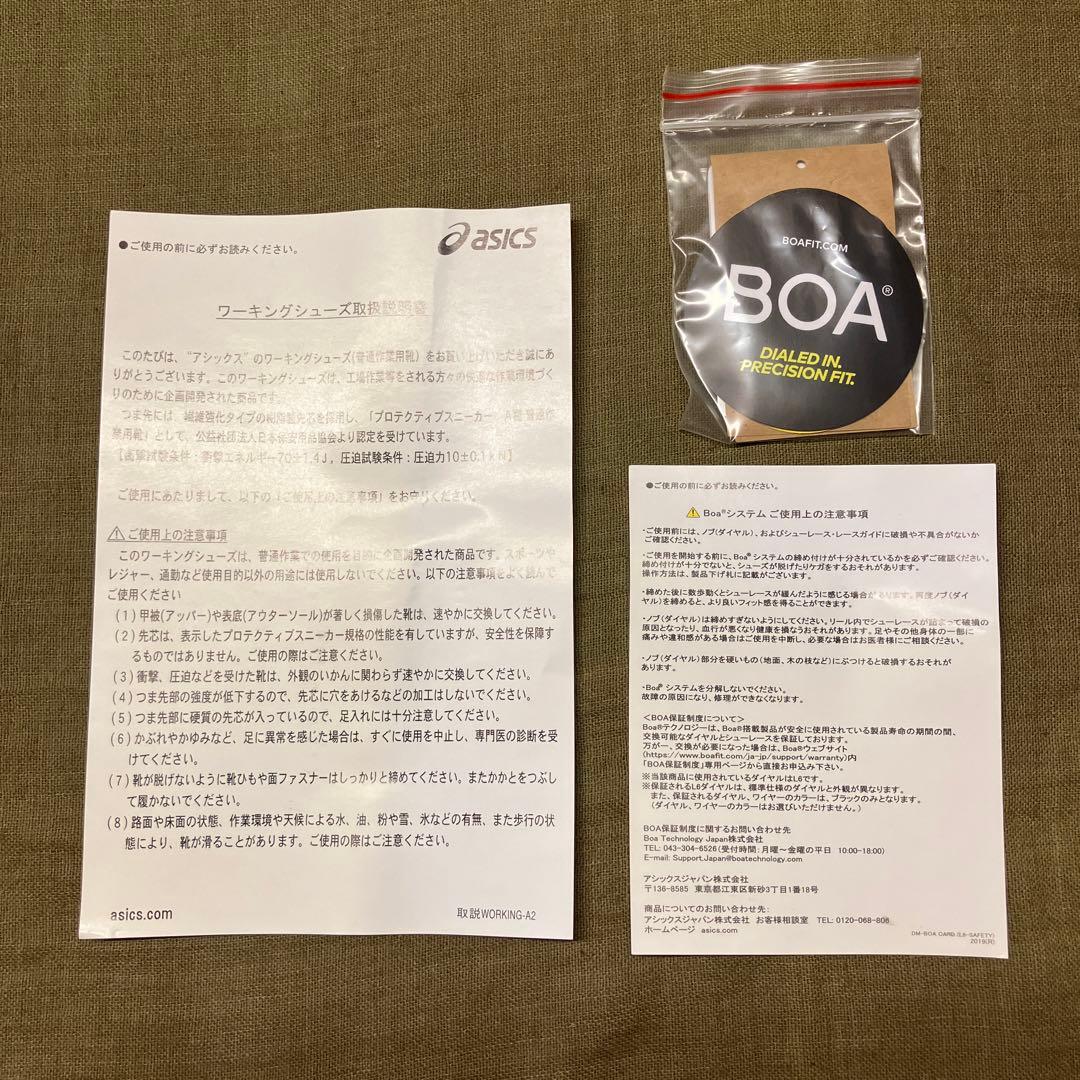 ●ご使用の前に必ずお読みください。
asics
ワーキングシューズ取扱説明書
このたびは、"アシックス"のワーキングシューズ(普通作業用靴)をお買い上げいただき誠にあ
りがとうございます。このワーキングシューズは、工場作業等をされる方々の快適な作業環境づく
りのために企画開発された商品です。
つま先には、繊維強化タイプの樹脂製先芯を採用し、「プロテクティブスニーカー A種 普通作
業用靴」として、公益社団法人日本保安用品協会より認定を受けています。
【衝撃試験条件:衝撃エネルギー70±1.4J，圧迫試験条件:圧迫力10±0.1kN】
ご使用にあたりまして、以下の「ご使用上の注意事項」をお守りください。
⚠ご使用上の注意事項
このワーキングシューズは、普通作業での使用を目的に企画開発された商品です。スポーツや
レジャー、通勤など使用目的以外の用途には使用しないでください。以下の注意事項をよく読んで
ご使用ください
(1)甲被(アッパー)や表底(アウターソール)が著しく損傷した靴は、速やかに交換してください。
(2)先芯は、表示したプロテクティブスニーカー規格の性能を有していますが、安全性を保障す
るものではありません。ご使用の際はご注意ください。
(3)衝撃、圧迫などを受けた靴は、外観のいかんに関わらず速やかに交換してください。
(4)つま先部の強度が低下するので、先芯に穴をあけるなどの加工はしないでください。
(5)つま先部に硬質の先芯が入っているので、足入れには十分注意してください。
(6)かぶれやかゆみなど、足に異常を感じた場合は、すぐに使用を中止し、専門医の診断を受
けてください。
(7)靴が脱げないように靴ひもや面ファスナーはしっかりと締めてください。またかかとをつぶし
て履かないでください。
(8)路面や床面の状態、作業環境や天候による水、油、粉や雪、氷などの有無、また歩行の状
態により、靴が滑ることがあります。ご使用の際はご注意ください。
asics.com
取説WORKING-A2
BOAFIT.COM
BOA®
DIALED IN.
PRECISION FIT.
●ご使用の前に必ずお読みください。
⚠ Boa®システム ご使用上の注意事項
・ご使用前には、ノブ(ダイヤル)、およびシューレース・レースガイドに破損や不具合がないか
ご確認ください。
・ご使用を開始する前に、Boa®システムの締め付けが十分されているかを必ずご確認ください。
締め付けが十分でないと、シューズが脱げたりケガをするおそれがあります。
操作方法は、製品下げ札に記載がございます。
・締めた後に数歩動くとシューレースが緩んだように感じる場合があります。再度ノブ(ダイ
ヤル)を締めると、より良いフィット感を得ることができます。
・ノブ(ダイヤル)は締めすぎないようにしてください。リール内でシューレースが詰まって破損の
原因となったり、血行が悪くなり健康を損なうおそれがあります。足やその他身体の一部に
痛みや違和感がある場合はご使用を中断し、必要な場合はお医者様にご相談ください。
・ノブ(ダイヤル)部分を硬いもの(地面、木の枝など)にぶつけると破損するおそれが
あります。
・Boa®システムを分解しないでください。
故障の原因になり、修理ができなくなります。
＜BOA保証制度について＞
Boa®テクノロジーは、Boa®搭載製品が安全に使用されている製品寿命の期間の間、
交換可能なダイヤルとシューレースを保証しております。
万が一、交換が必要になった場合は、Boa®ウェブサイト
(https://www.boafit.com/ja-jp/support/warranty)内
「BOA保証制度」専用ページから直接お申込み下さい。
※当該商品に使用されているダイヤルはL6です。
※保証されるL6ダイヤルは、標準仕様のダイヤルと外観が異なります。
また、保証されるダイヤル、ワイヤーのカラーは、ブラックのみとなります。
(ダイヤル、ワイヤーのカラーはお選びいただけません。)
BOA保証制度に関するお問い合わせ先
Boa Technology Japan株式会社
TEL: 043-304-6526(受付時間:月曜～金曜の平日 10:00-18:00)
E-mail: Support.Japan@boatechnology.com
アシックスジャパン株式会社
〒136-8585 東京都江東区新砂3丁目1番18号
商品についてのお問い合わせ先:
アシックスジャパン株式会社 お客様相談室 TEL: 0120-068-806
ホームページ asics.com
DM-BOA CARD(L6-SAFETY)
2019(R)